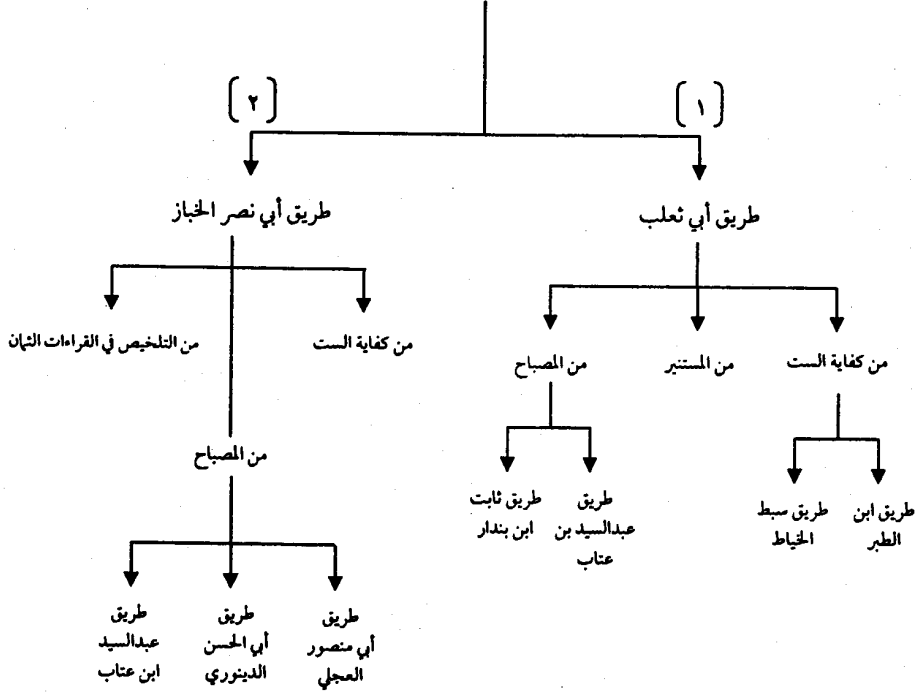 (١)
(٢)
طريق أبي ثعلب
طريق أبي نصر الخباز
من كفاية الست
من المستنير
من المصباح
طريق ابن
الطبر
طريق سبط
الخياط
طريق
عبدالسيد بن
عتاب
طريق ثابت
ابن بندار
من كفاية الست
من التلخيص في القراءات الثمان
من المصباح
طريق
أبي منصور
العجلي
طريق
أبي الحسن
الدينوري
طريق
عبدالسيد
ابن عتاب